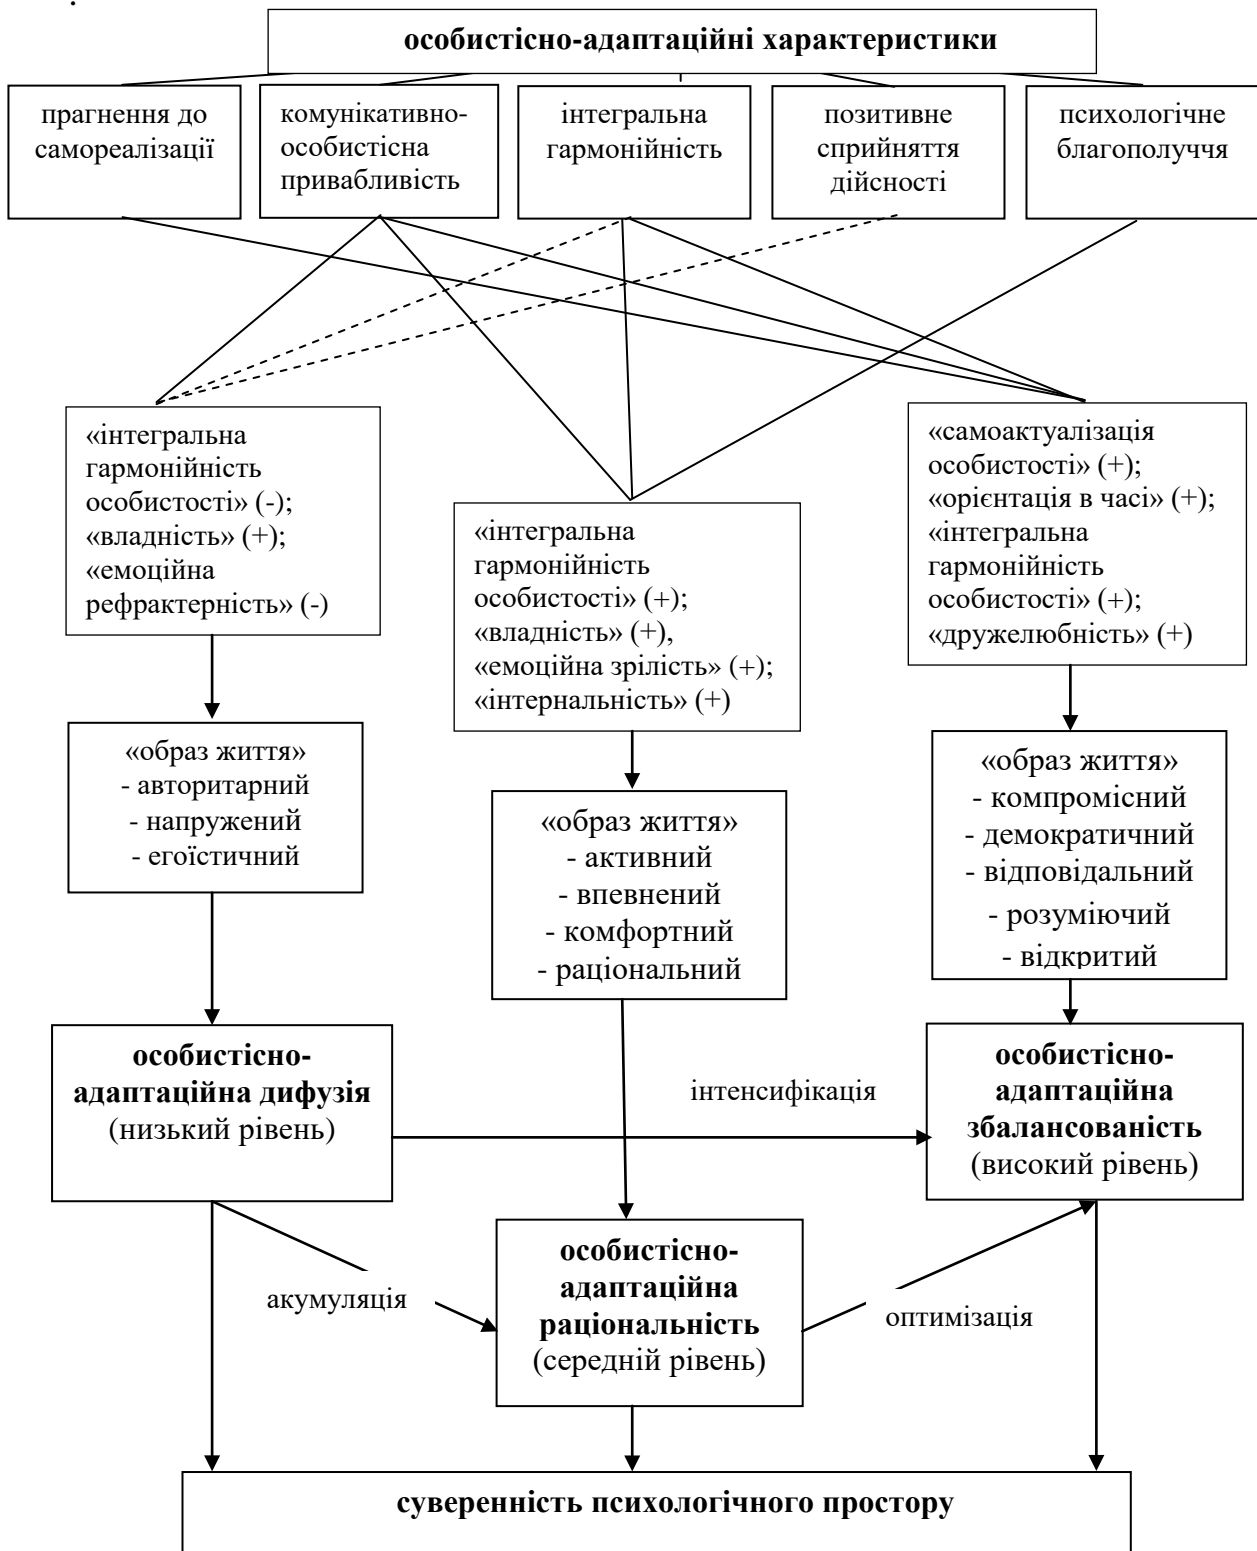 особистісно-адаптаційні характеристики
прагнення до
самореалізації
комунікативно-
особистісна
привабливість
інтегральна
гармонійність
позитивне
сприйняття
дійсності
психологічне
благополуччя
«інтегральна
гармонійність
особистості» (-);
«владність» (+);
«емоційна
рефрактерність» (-)
«інтегральна
гармонійність
особистості» (+);
«владність» (+),
«емоційна зрілість» (+);
«інтернальність» (+)
«самоактуалізація
особистості» (+);
«орієнтація в часі» (+);
«інтегральна
гармонійність
особистості» (+);
«дружелюбність» (+)
«образ життя»
- авторитарний
- напружений
- егоїстичний
«образ життя»
- активний
- впевнений
- комфортний
- раціональний
«образ життя»
- компромісний
- демократичний
- відповідальний
- розуміючий
- відкритий
особистісно-
адаптаційна дифузія
(низький рівень)
інтенсифікація
особистісно-
адаптаційна
збалансованість
(високий рівень)
акумуляція
особистісно-
адаптаційна
раціональність
(середній рівень)
оптимізація
суверенність психологічного простору